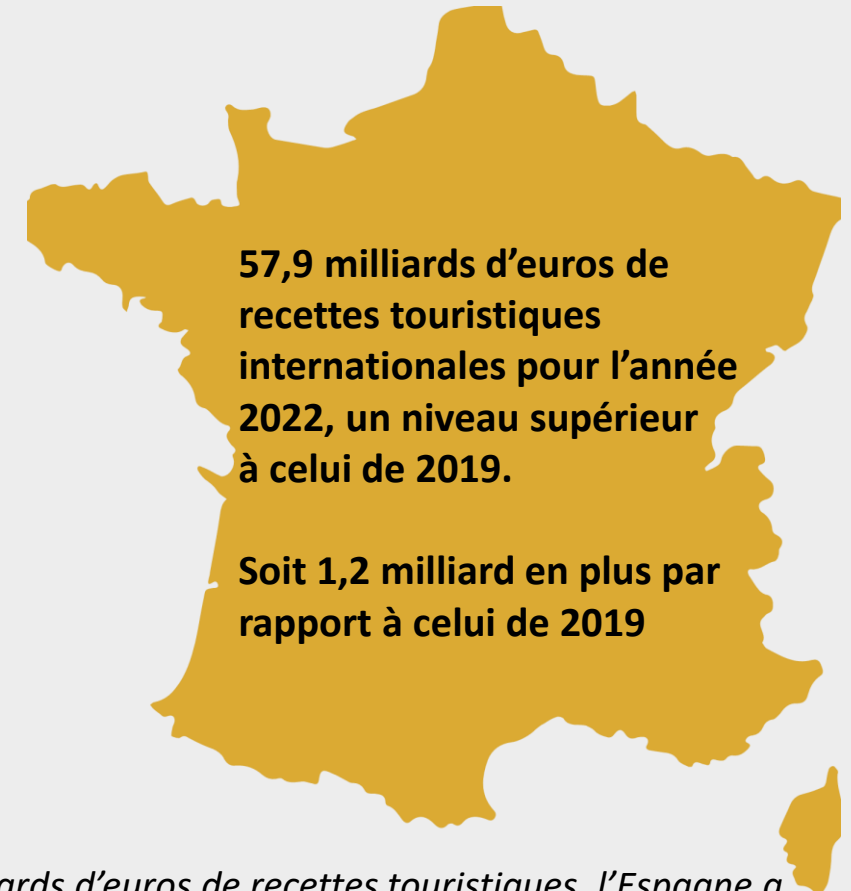 57,9 milliards d’euros de
recettes touristiques
internationales pour l’année
2022, un niveau supérieur
à celui de 2019.
Soit 1,2 milliard en plus par
rapport à celui de 2019
d’euros de recettes touristiques, l’Espagne a